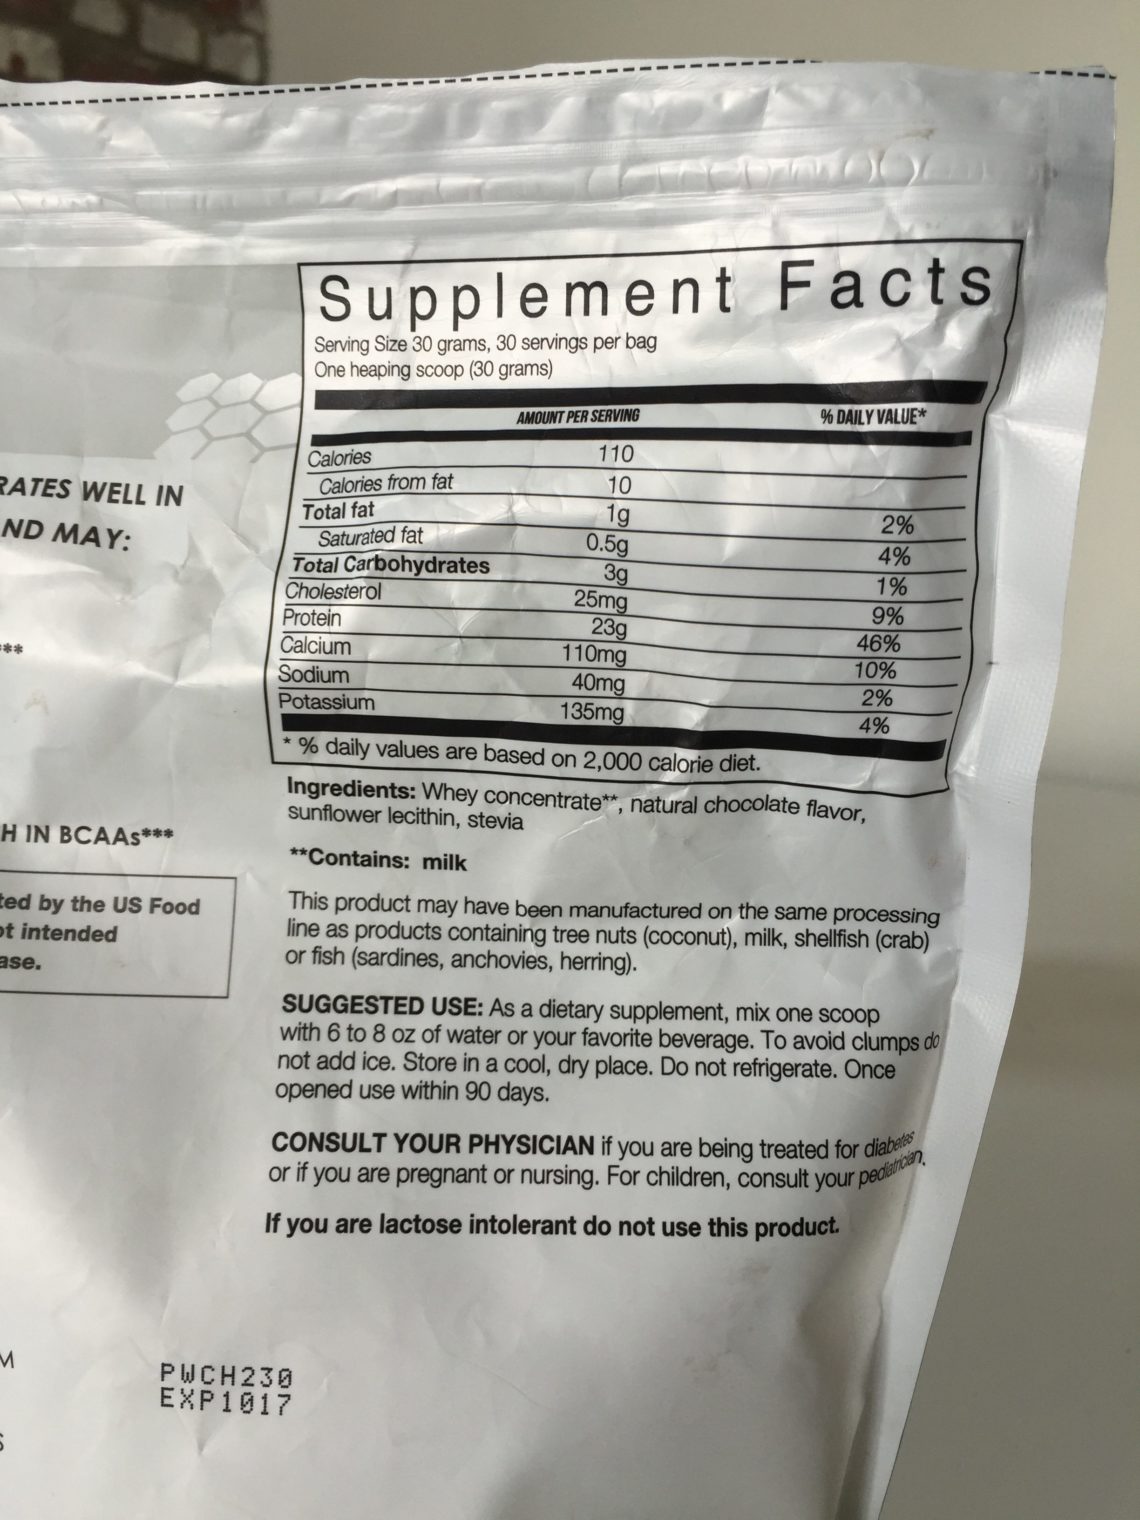 Supplement Facts
Serving Size 30 grams, 30 servings per bag
One heaping scoop (30 grams)
AMOUNT PER SERVING % DAILY VALUE*
Calories 110
Calories from fat 10
Total fat 1g 2%
Saturated fat 0.5g 4%
Total Carbohydrates 3g 1%
Cholesterol 25mg 9%
Protein 23g 46%
Calcium 110mg 10%
Sodium 40mg 2%
Potassium 135mg 4%
* % daily values are based on 2,000 calorie diet.
Ingredients: Whey concentrate**, natural chocolate flavor,
sunflower lecithin, stevia
**Contains: milk
This product may have been manufactured on the same processing
line as products containing tree nuts (coconut), milk, shellfish (crab)
or fish (sardines, anchovies, herring).
SUGGESTED USE: As a dietary supplement, mix one scoop
with 6 to 8 oz of water or your favorite beverage. To avoid clumps do
not add ice. Store in a cool, dry place. Do not refrigerate. Once
opened use within 90 days.
CONSULT YOUR PHYSICIAN if you are being treated for diabetes
or if you are pregnant or nursing. For children, consult your pediatrician.
If you are lactose intolerant do not use this product.
RATES WELL IN
ND MAY:
***
H IN BCAAs***
ted by the US Food
ot intended
ase.
M
S
PWCH230
EXP1017